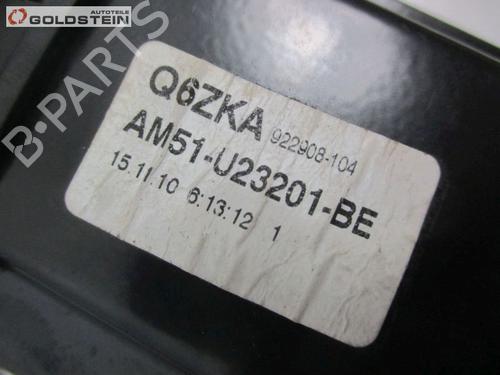 AUTOTEILE
GOLDSTEIN
B-PARTS
Q6ZKA 922908-104
AM51-U23201-BE
15.11.10 6:13:12 1